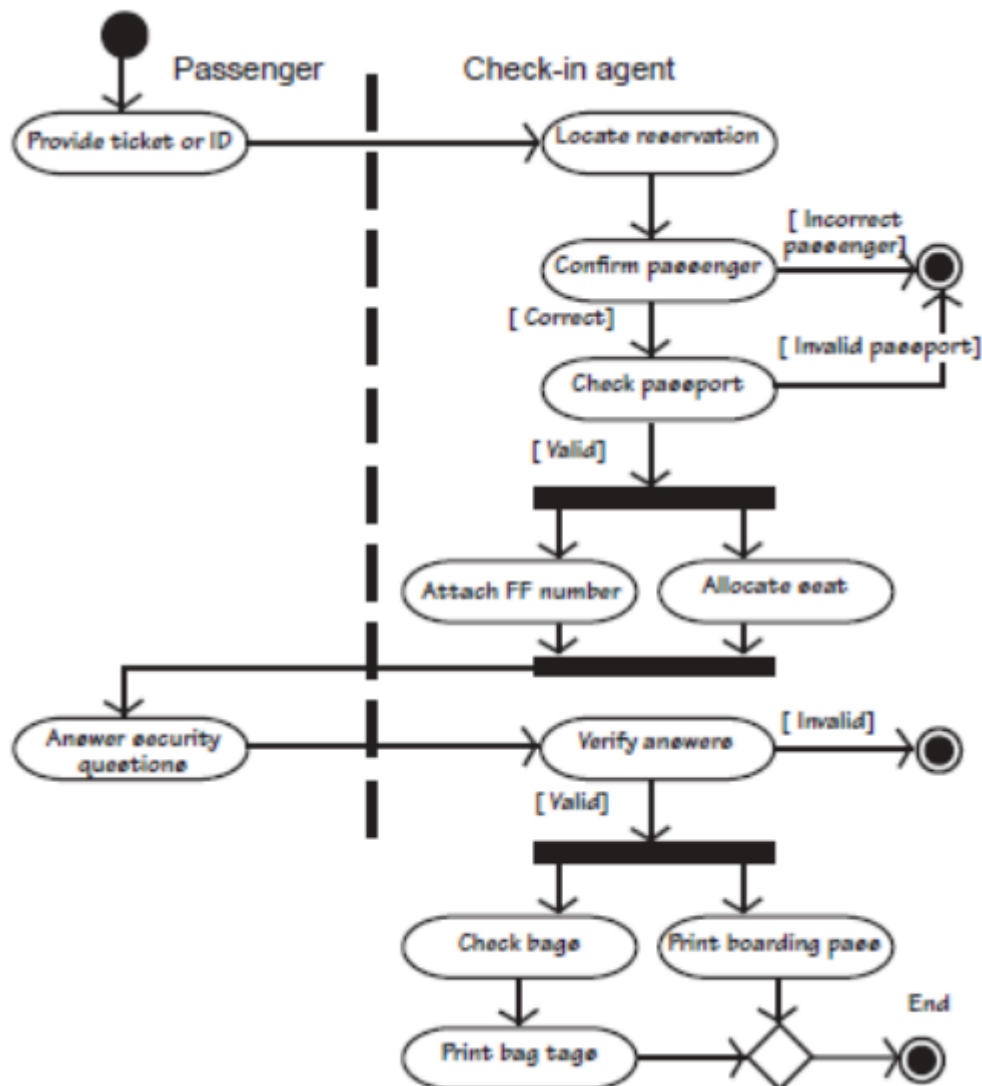 Passenger
Check-in agent
Provide ticket or ID
Locate reservation
[ Incorrect
passenger]
Confirm passenger
[ Correct]
[ Invalid passport]
Check passport
[ Valid]
Attach FF number
Allocate seat
Answer security
questions
Verify answers
[ Invalid]
[ Valid]
Check bags
Print boarding pass
End
Print bag tags